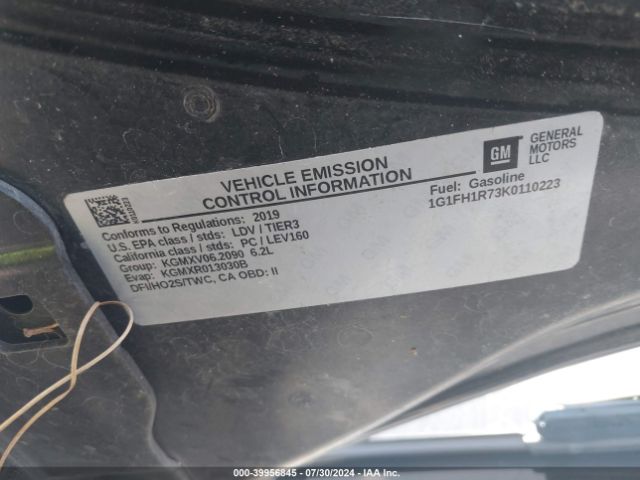 VEHICLE EMISSION
CONTROL INFORMATION
GM
GENERAL
MOTORS
LLC
Fuel: Gasoline
1G1FH1R73K0110223
Conforms to Regulations: 2019
U.S. EPA class / stds: LDV / TIER3
California class / stds: PC / LEV160
Group: KGMXV06.2090 6.2L
Evap: KGMXR013030B
DFI/HO2S/TWC, CA OBD: II
000-39956845 - 07/30/2024 - IAA Inc.